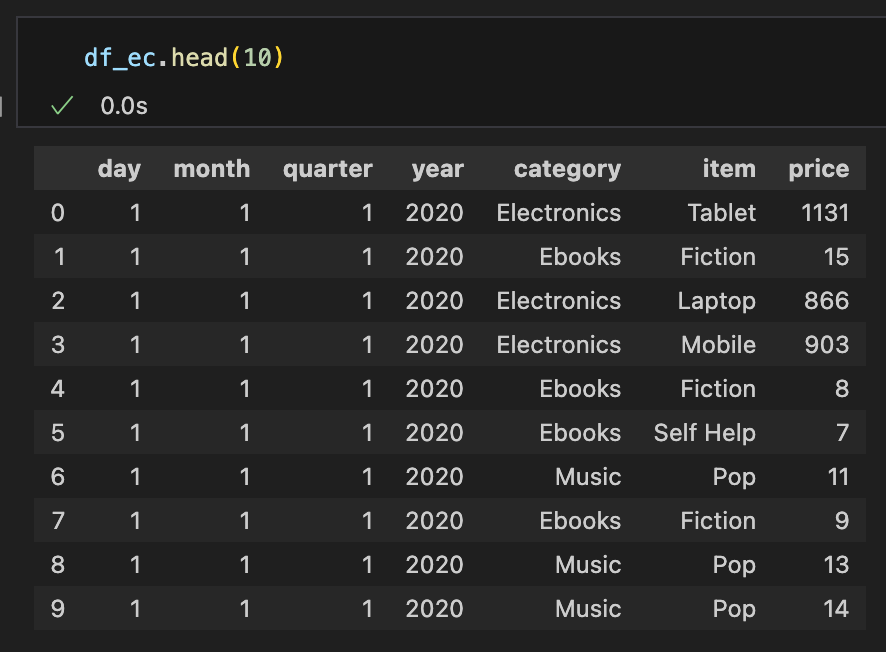 df_ec.head(10)
✓ 0.0s
day month quarter year category item price
0 1 1 1 2020 Electronics Tablet 1131
1 1 1 1 2020 Ebooks Fiction 15
2 1 1 1 2020 Electronics Laptop 866
3 1 1 1 2020 Electronics Mobile 903
4 1 1 1 2020 Ebooks Fiction 8
5 1 1 1 2020 Ebooks Self Help 7
6 1 1 1 2020 Music Pop 11
7 1 1 1 2020 Ebooks Fiction 9
8 1 1 1 2020 Music Pop 13
9 1 1 1 2020 Music Pop 14